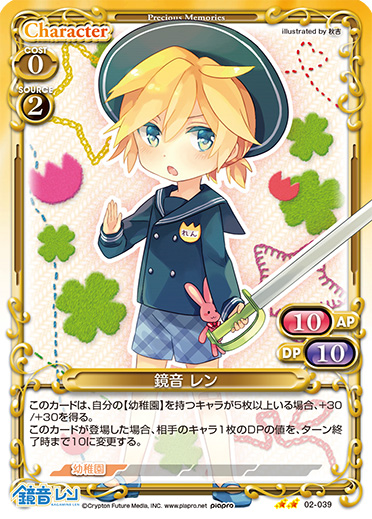 Precious Memories
Character
illustrated by 秋吉
COST
0
SOURCE
2
れん
10 AP
DP 10
鏡音 レン
このカードは、自分の【幼稚園】を持つキャラが5枚以上いる場合、+30
/+30を得る。
このカードが登場した場合、相手のキャラ1枚のDPの値を、ターン終
了時まで10に変更する。
幼稚園
鏡音レン
KAGAMINE LEN
©Crypton Future Media, INC. www.piapro.net piapro
02-039